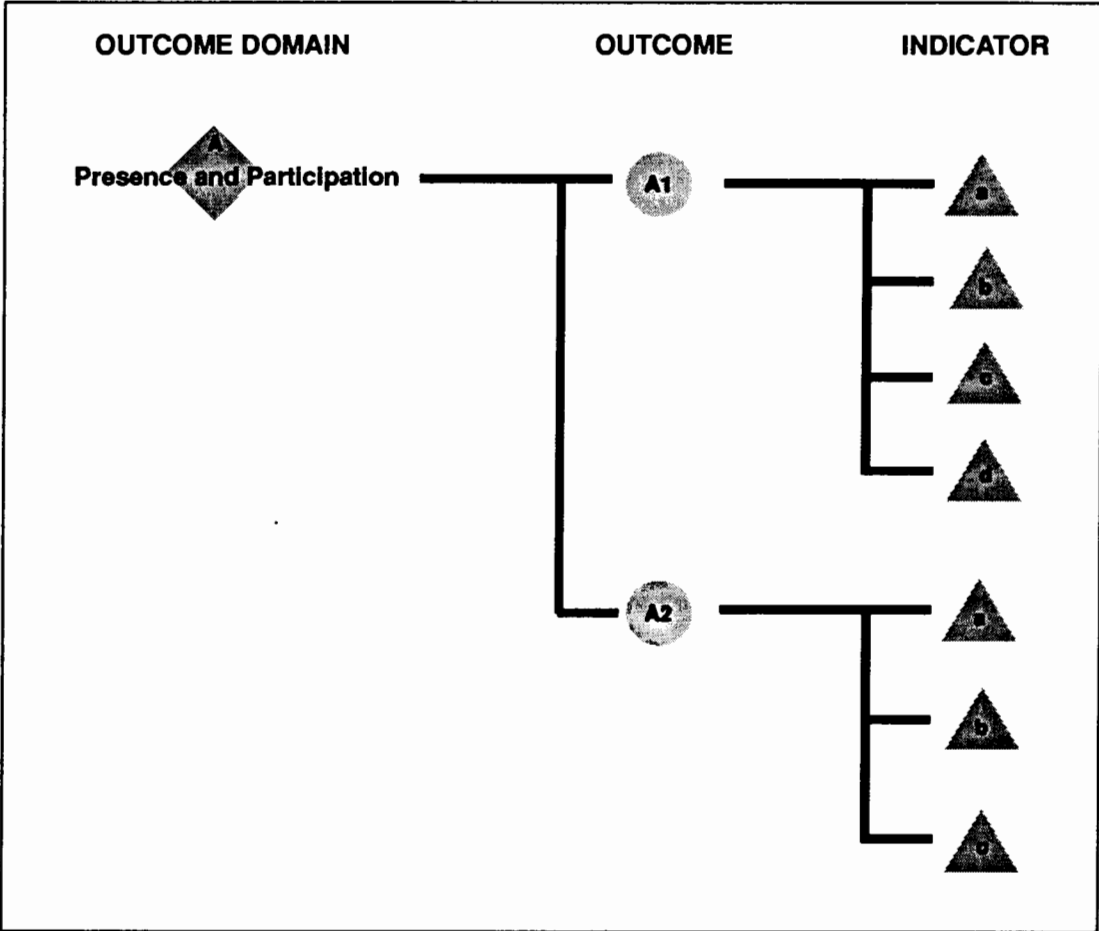 OUTCOME DOMAIN OUTCOME INDICATOR
A
Presence and Participation
A1
a
b
c
d
A2
a
b
c